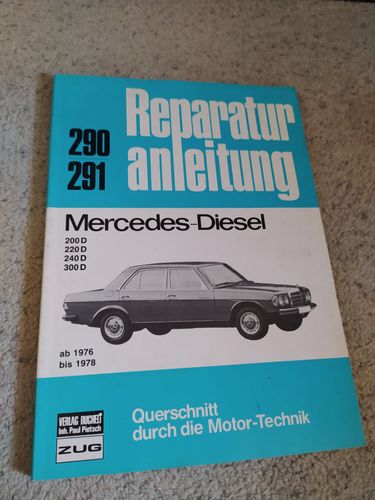 290
291
Reparatur
anleitung
Mercedes-Diesel
200 D
220 D
240 D
300 D
ab 1976
bis 1978
VERLAG BUCHELI
Inh. Paul Pietsch
ZUG
Querschnitt
durch die Motor-Technik